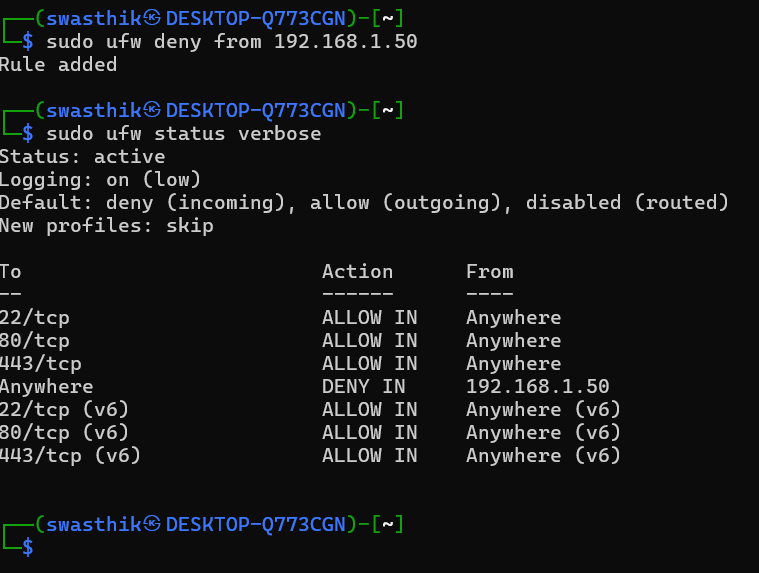 ┌──(swasthik㉿DESKTOP-Q773CGN)-[~]
└─$ sudo ufw deny from 192.168.1.50
Rule added
┌──(swasthik㉿DESKTOP-Q773CGN)-[~]
└─$ sudo ufw status verbose
Status: active
Logging: on (low)
Default: deny (incoming), allow (outgoing), disabled (routed)
New profiles: skip
To                         Action      From
--                         ------      ----
22/tcp                     ALLOW IN    Anywhere
80/tcp                     ALLOW IN    Anywhere
443/tcp                    ALLOW IN    Anywhere
Anywhere                   DENY IN     192.168.1.50
22/tcp (v6)                ALLOW IN    Anywhere (v6)
80/tcp (v6)                ALLOW IN    Anywhere (v6)
443/tcp (v6)               ALLOW IN    Anywhere (v6)
┌──(swasthik㉿DESKTOP-Q773CGN)-[~]
└─$